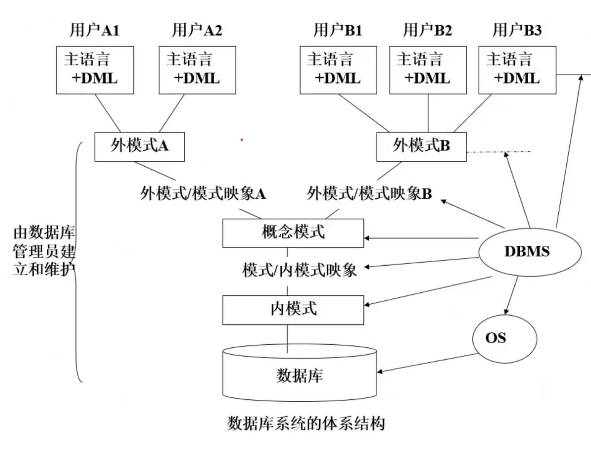 用户A1 用户A2 用户B1 用户B2 用户B3
主语言 主语言 主语言 主语言 主语言
+DML +DML +DML +DML +DML
外模式A 外模式B
外模式/模式映象A 外模式/模式映象B
概念模式
模式/内模式映象
内模式
数据库
由数据库
管理员建
立和维护
DBMS
OS
数据库系统的体系结构